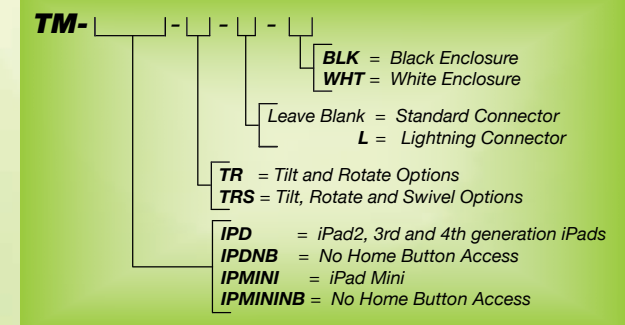 TM- - - -
BLK = Black Enclosure
WHT = White Enclosure
Leave Blank = Standard Connector
L = Lightning Connector
TR = Tilt and Rotate Options
TRS = Tilt, Rotate and Swivel Options
IPD = iPad2, 3rd and 4th generation iPads
IPDNB = No Home Button Access
IPMINI = iPad Mini
IPMININB = No Home Button Access